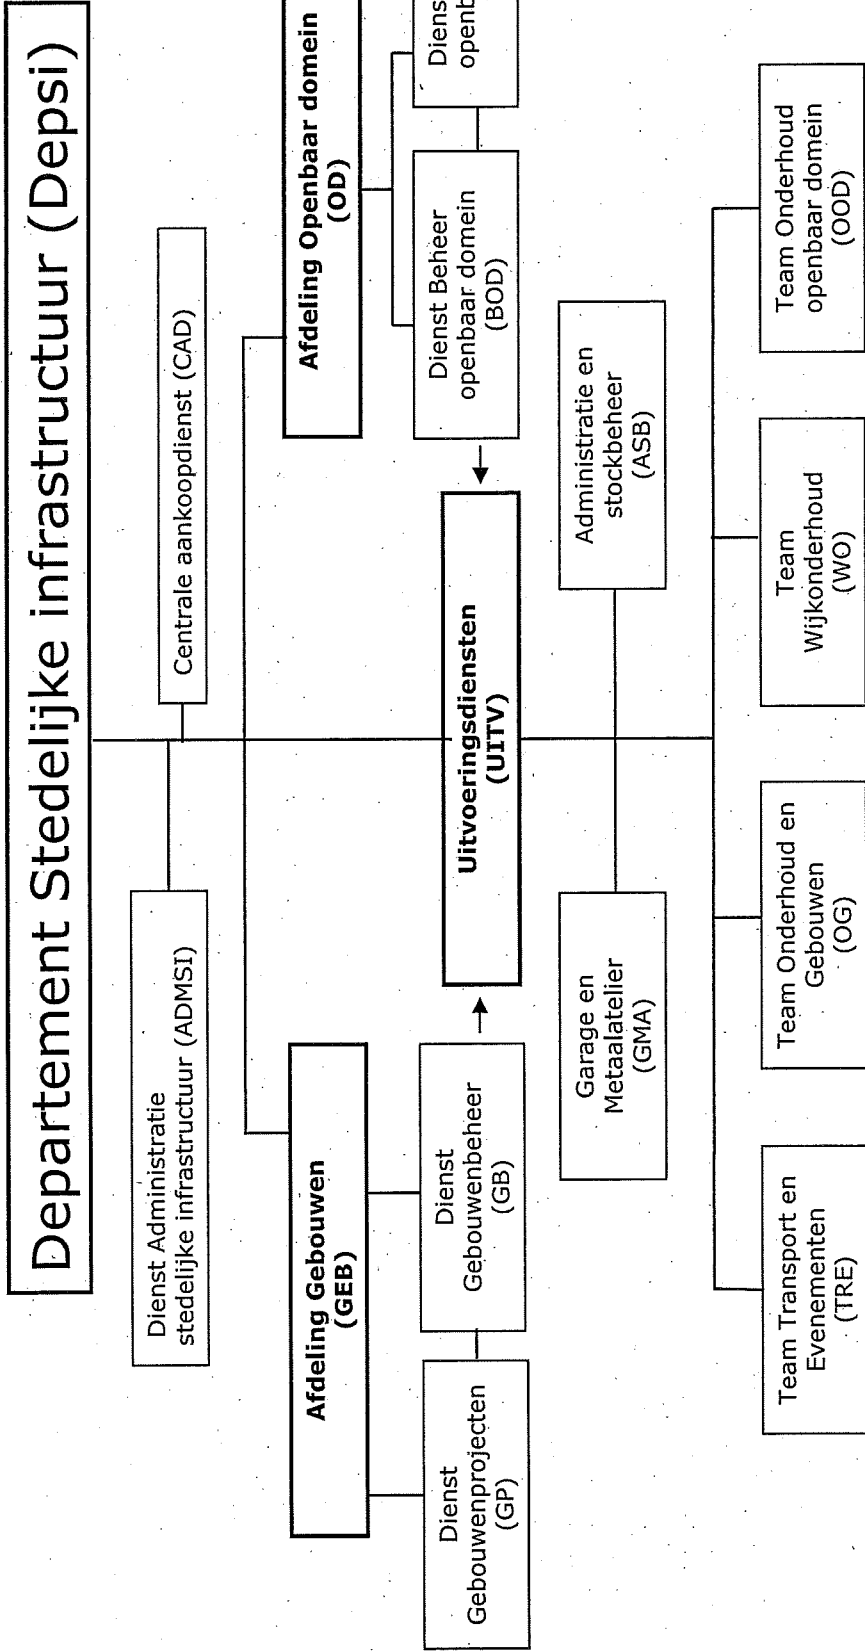 Departement Stedelijke infrastructuur (Depsi)
Dienst Administratie
stedelijke infrastructuur (ADMSI)
Centrale aankoopdienst (CAD)
Afdeling Gebouwen
(GEB)
Afdeling Openbaar domein
(OD)
Dienst
Gebouwenprojecten
(GP)
Dienst
Gebouwenbeheer
(GB)
Uitvoeringsdiensten
(UITV)
Dienst Beheer
openbaar domein
(BOD)
Garage en
Metaalatelier
(GMA)
Administratie en
stockbeheer
(ASB)
Team Transport en
Evenementen
(TRE)
Team Onderhoud en
Gebouwen
(OG)
Team
Wijkonderhoud
(WO)
Team Onderhoud
openbaar domein
(OOD)